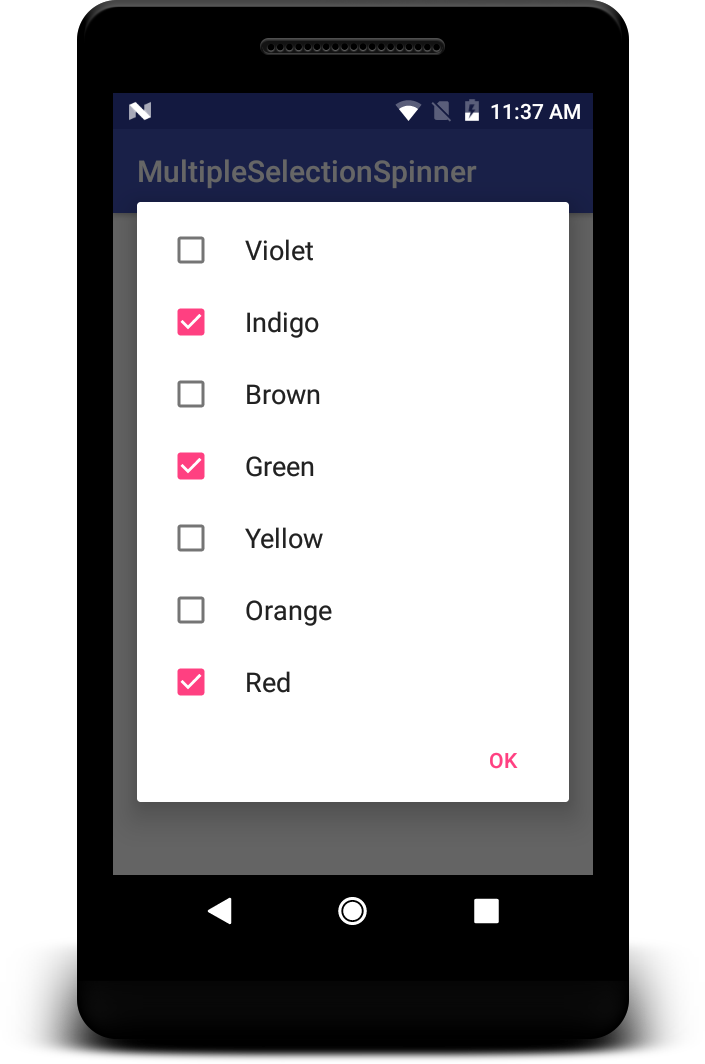 11:37 AM
MultipleSelectionSpinner
Violet
Indigo
Brown
Green
Yellow
Orange
Red
OK